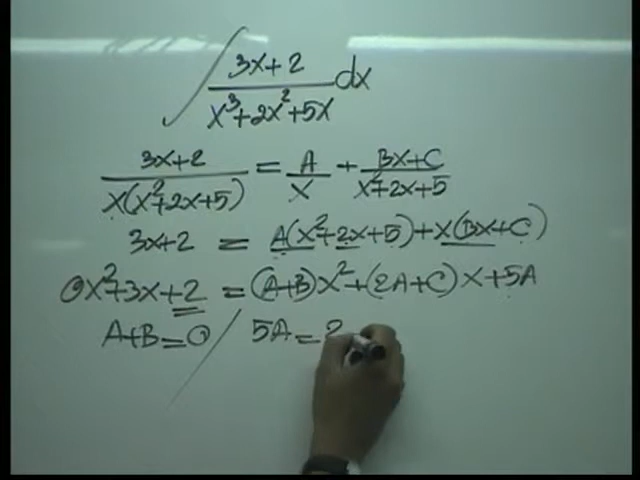 ∫ 3x+2 / x³+2x²+5x dx
3x+2 / x(x²+2x+5) = A/x + Bx+C / x²+2x+5
3x+2 = A(x²+2x+5)+x(Bx+C)
0x²+3x+2 = (A+B)x²+(2A+C)x+5A
A+B=0 / 5A=2